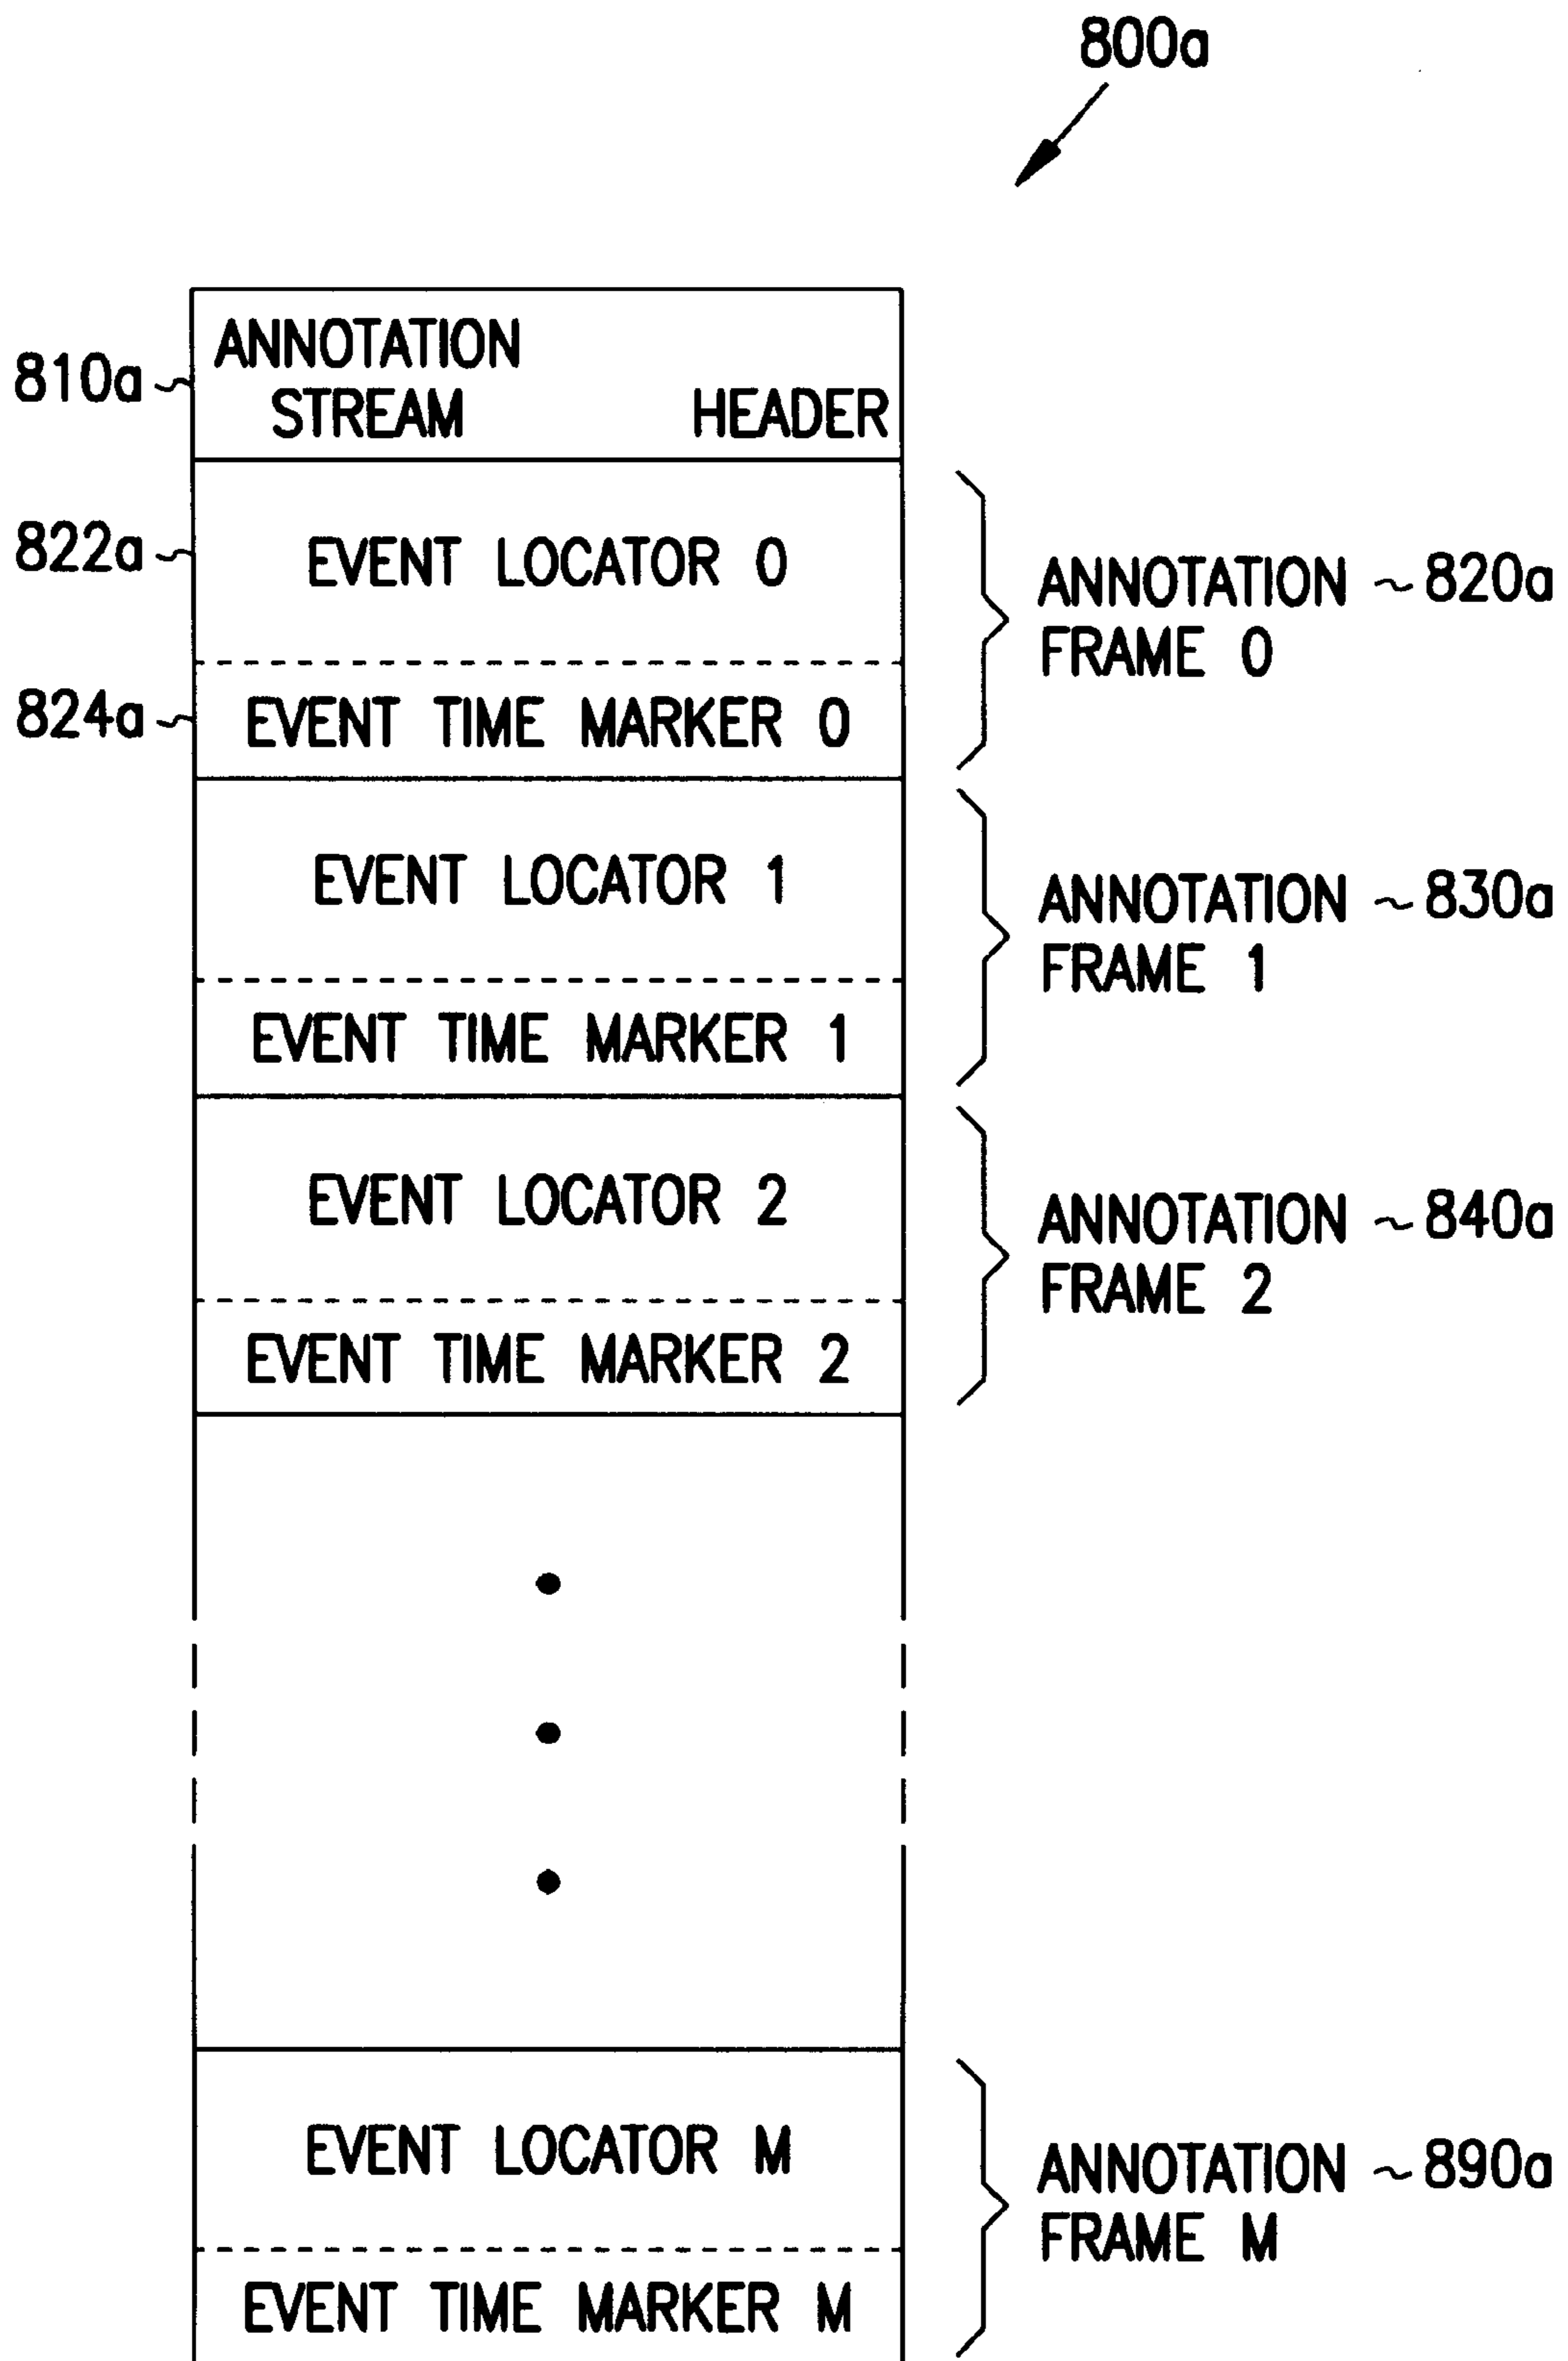 800a
ANNOTATION
810a STREAM HEADER
822a EVENT LOCATOR 0
ANNOTATION 820a
FRAME 0
824a EVENT TIME MARKER 0
EVENT LOCATOR 1
ANNOTATION 830a
FRAME 1
EVENT TIME MARKER 1
EVENT LOCATOR 2
ANNOTATION 840a
FRAME 2
EVENT TIME MARKER 2
EVENT LOCATOR M
ANNOTATION 890a
FRAME M
EVENT TIME MARKER M